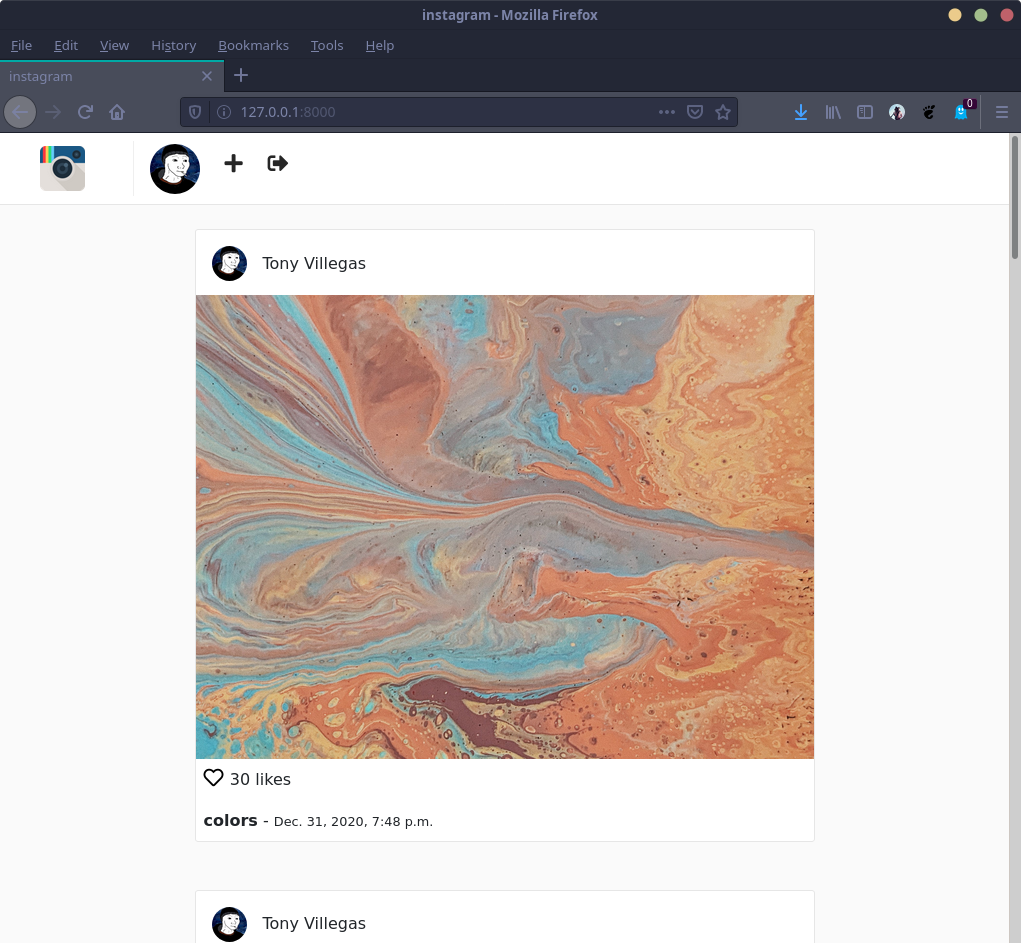 instagram - Mozilla Firefox
File Edit View History Bookmarks Tools Help
instagram
127.0.0.1:8000
0
Tony Villegas
30 likes
colors - Dec. 31, 2020, 7:48 p.m.
Tony Villegas